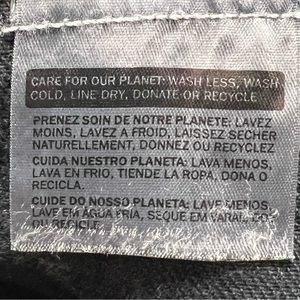 CARE FOR OUR PLANET: WASH LESS, WASH
COLD, LINE DRY, DONATE OR RECYCLE
PRENEZ SOIN DE NOTRE PLANETE: LAVEZ
MOINS, LAVEZ A FROID, LAISSEZ SECHER
NATURELLEMENT, DONNEZ OU RECYCLEZ
CUIDA NUESTRO PLANETA: LAVA MENOS,
LAVA EN FRIO, TIENDE LA ROPA, DONA O
RECICLA.
CUIDE DO NOSSO PLANETA: LAVE MENOS,
LAVE EM ÁGUA FRIA, SEQUE EM VARAL, DOE
OU RECICLE.